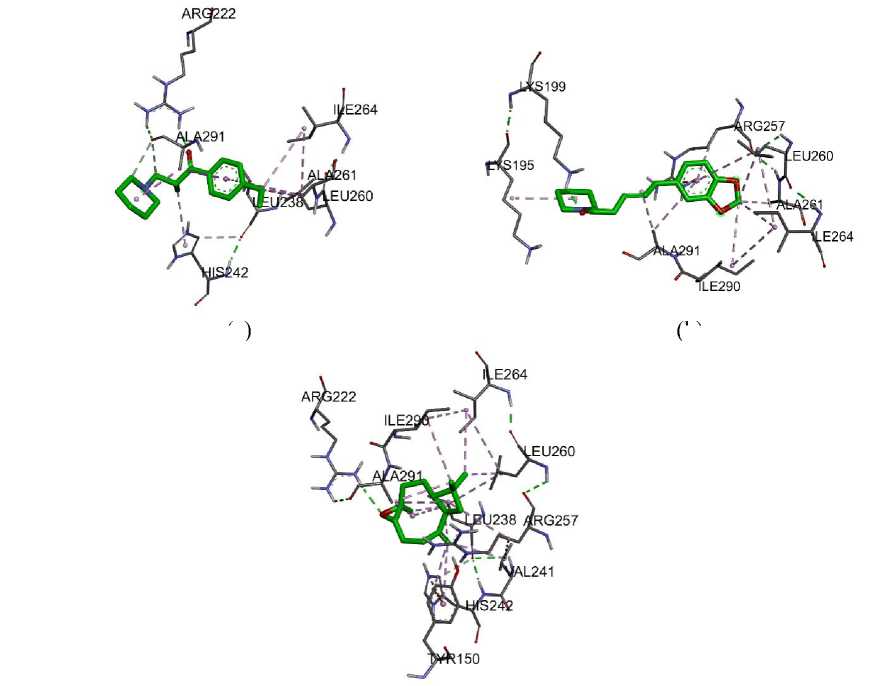 ARG222
ILE264
ALA291
ALA261
LEU260
LEU238
HIS242
LYS199
ARG257
LEU260
LYS195
ALA261
ILE264
ALA291
ILE290
(b)
ILE264
ARG222
ILE290
LEU260
ALA291
LEU238
ARG257
VAL241
HIS242
TYR150